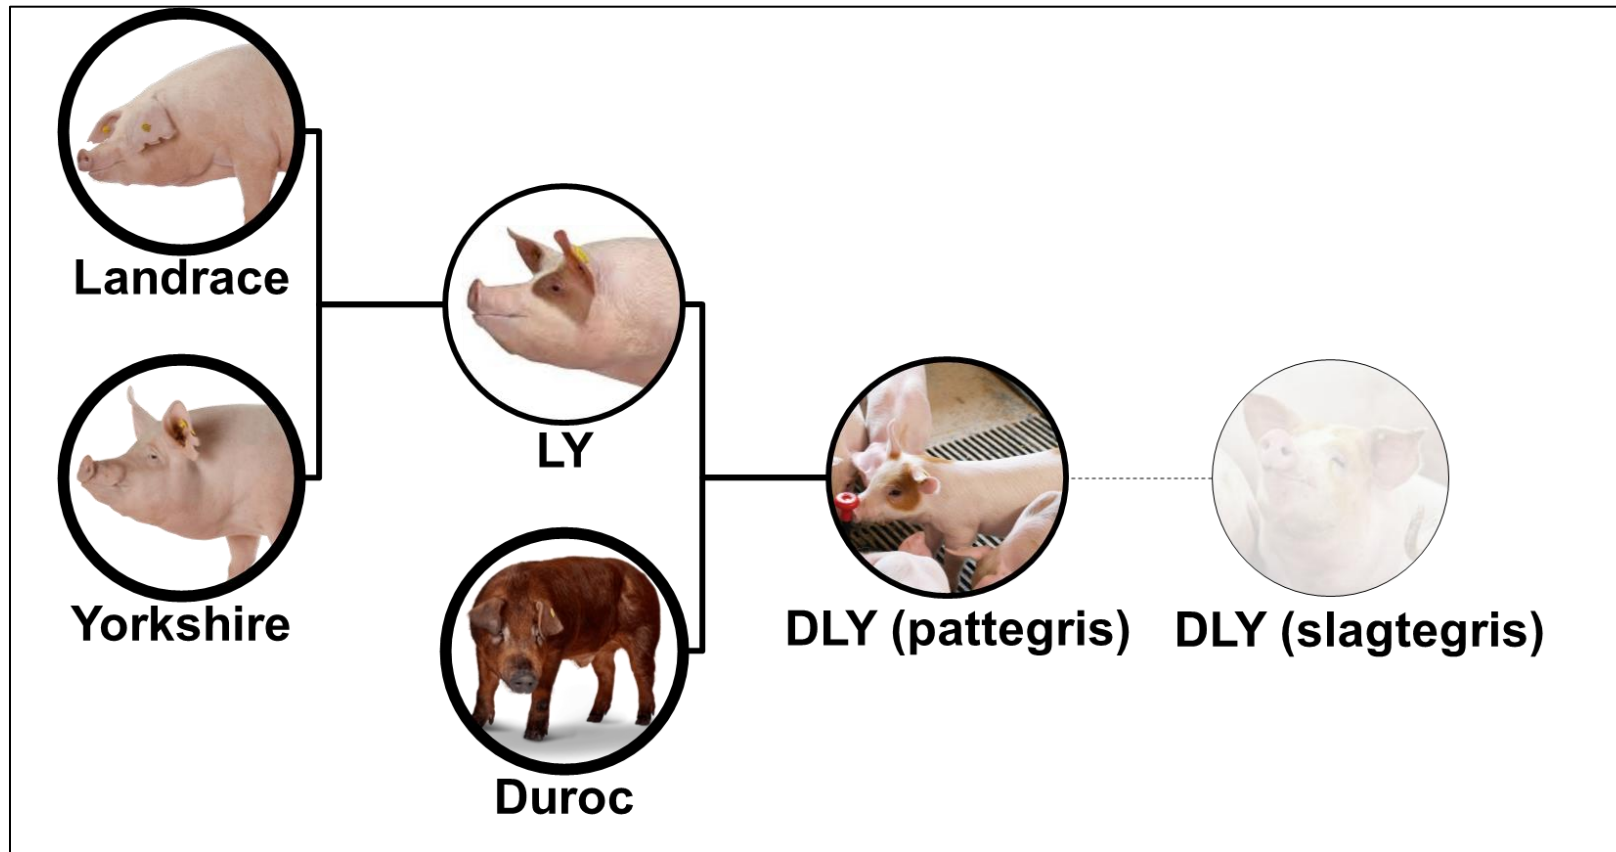 Landrace
Yorkshire
LY
Duroc
DLY (pattegris)
DLY (slagtegris)